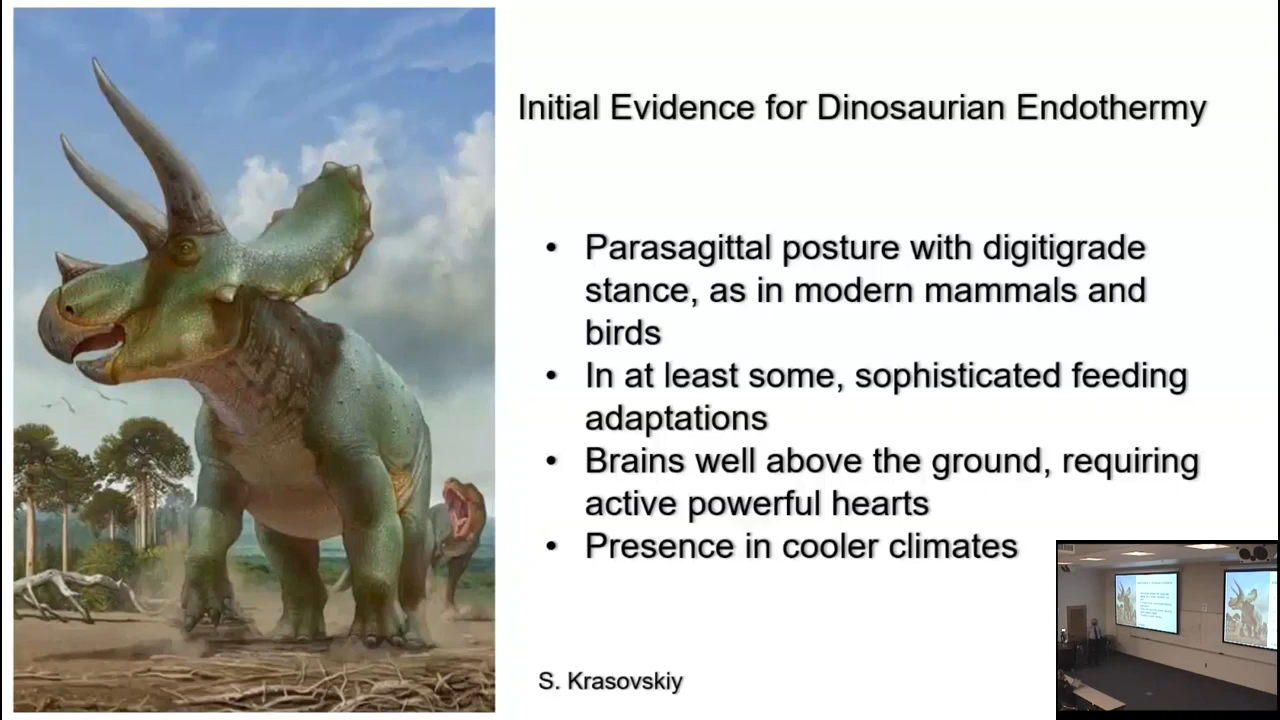 Initial Evidence for Dinosaurian Endothermy
• Parasagittal posture with digitigrade
stance, as in modern mammals and
birds
• In at least some, sophisticated feeding
adaptations
• Brains well above the ground, requiring
active powerful hearts
• Presence in cooler climates
S. Krasovskiy